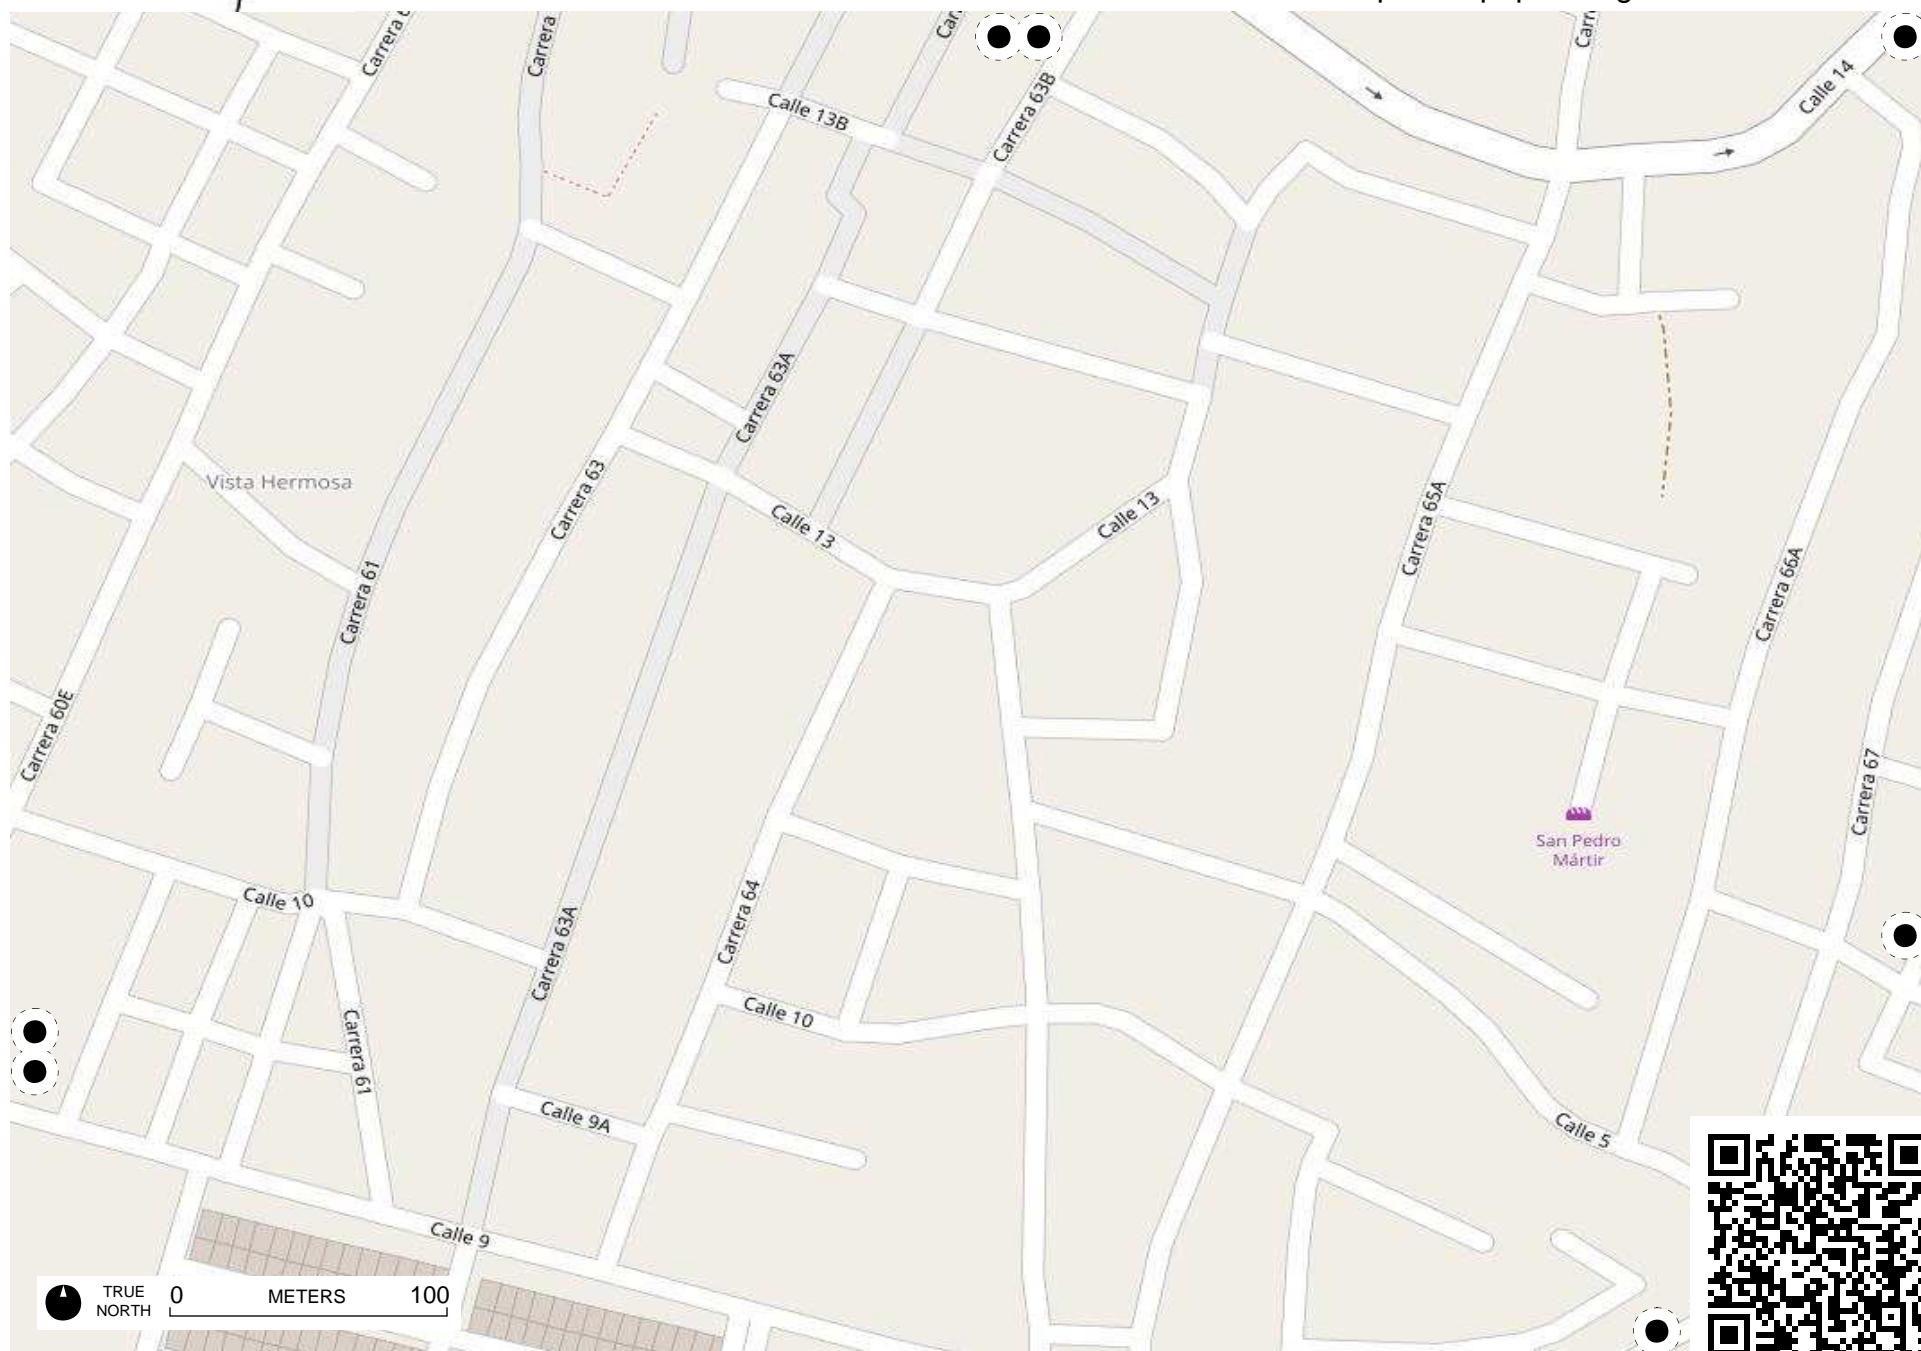 Carrera
Carrera
Calle 13B
Carrera 63B
Calle 14
Carrera 63A
Vista Hermosa
Carrera 63
Calle 13
Calle 13
Carrera 65A
Carrera 61
Carrera 66A
Carrera 60E
Carrera 67
San Pedro
Mártir
Calle 10
Carrera 64
Carrera 63A
Calle 10
Carrera 61
Calle 9A
Calle 5
Calle 9
TRUE
NORTH
0 METERS 100